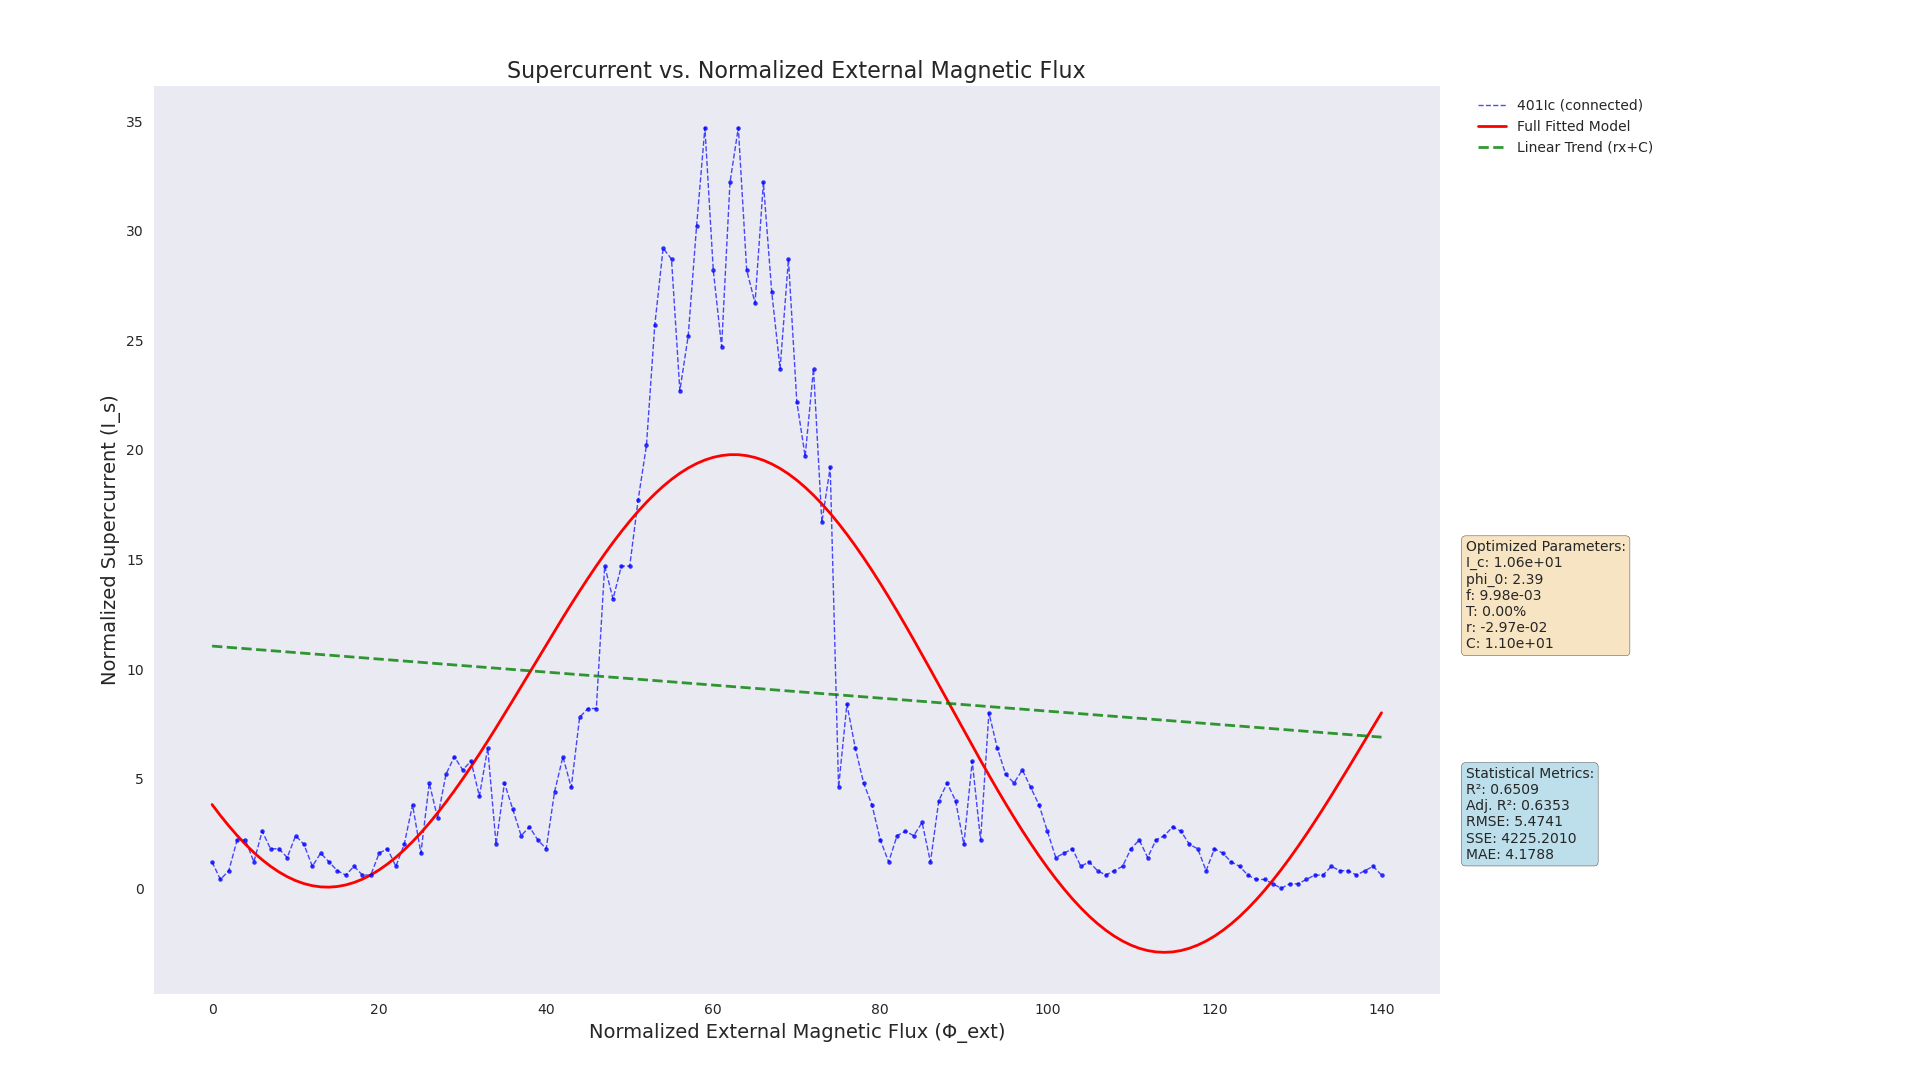 Supercurrent vs. Normalized External Magnetic Flux
401Ic (connected)
Full Fitted Model
Linear Trend (rx+C)
Normalized Supercurrent (I_s)
35
30
25
20
15
10
5
0
0
20
40
60
80
100
120
140
Normalized External Magnetic Flux (Φ_ext)
Optimized Parameters:
I_c: 1.06e+01
phi_0: 2.39
f: 9.98e-03
T: 0.00%
r: -2.97e-02
C: 1.10e+01
Statistical Metrics:
R²: 0.6509
Adj. R²: 0.6353
RMSE: 5.4741
SSE: 4225.2010
MAE: 4.1788